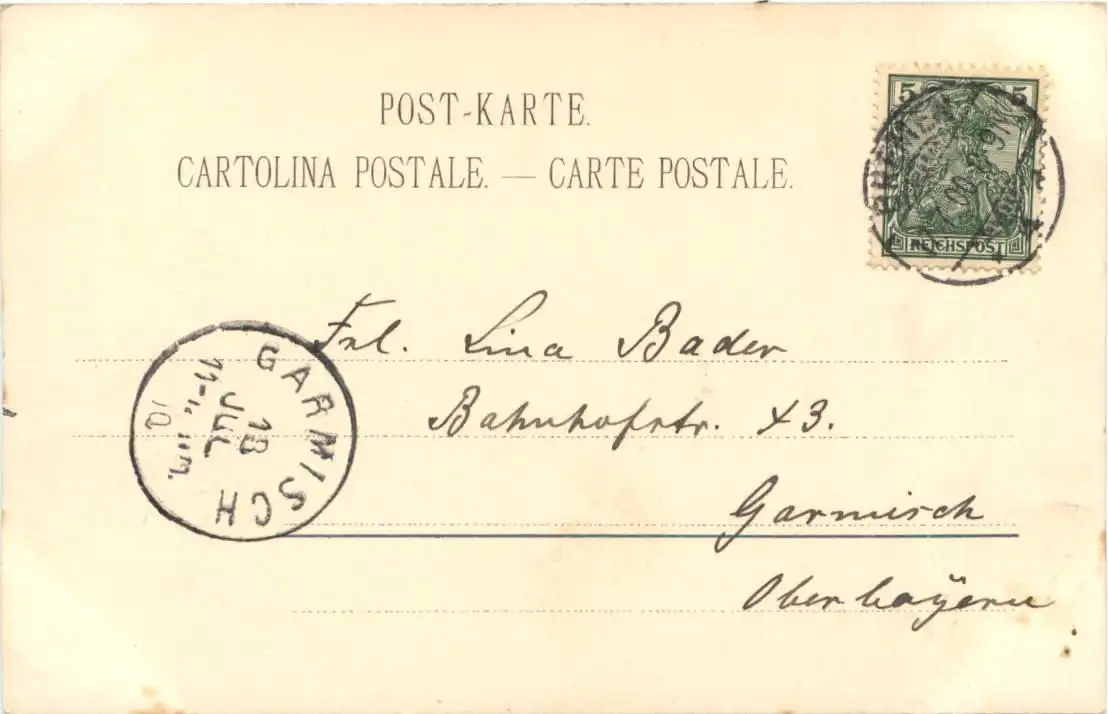 POST-KARTE.
CARTOLINA POSTALE. — CARTE POSTALE.
5 5
REICHSPOST
BREMEN
Frl. Lina Bader
Bahnhofstr. 43.
Garmisch
Oberbayern
GARMISCH
18
JUL